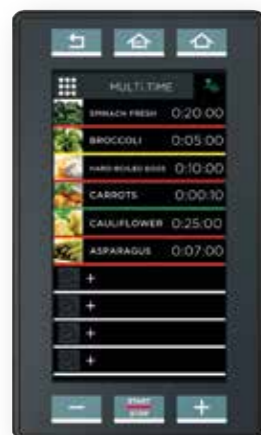 MULTI.TIME
SPINACH FRESH 0:20:00
BROCCOLI 0:05:00
HARD BOILED EGGS 0:10:00
CARROTS 0:00:10
CAULIFLOWER 0:25:00
ASPARAGUS 0:07:00
+
+
+
+
− START STOP +